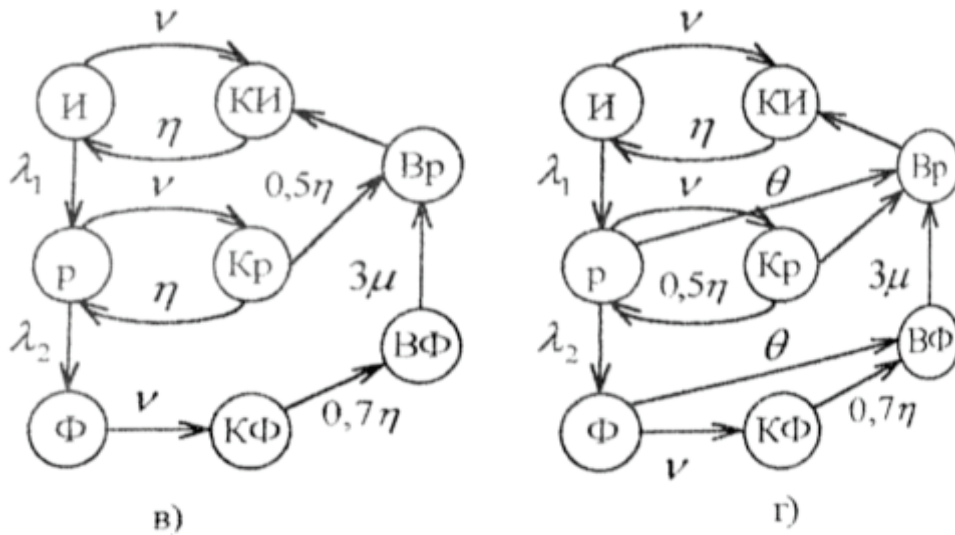 ν ν
И КИ И КИ
η η
λ₁ ν 0,5η Вр λ₁ ν θ Вр
р Кр р Кр
η 3μ 0,5η 3μ
λ₂ ВФ λ₂ θ ВФ
Ф ν КФ 0,7η Ф ν КФ 0,7η
в) г)